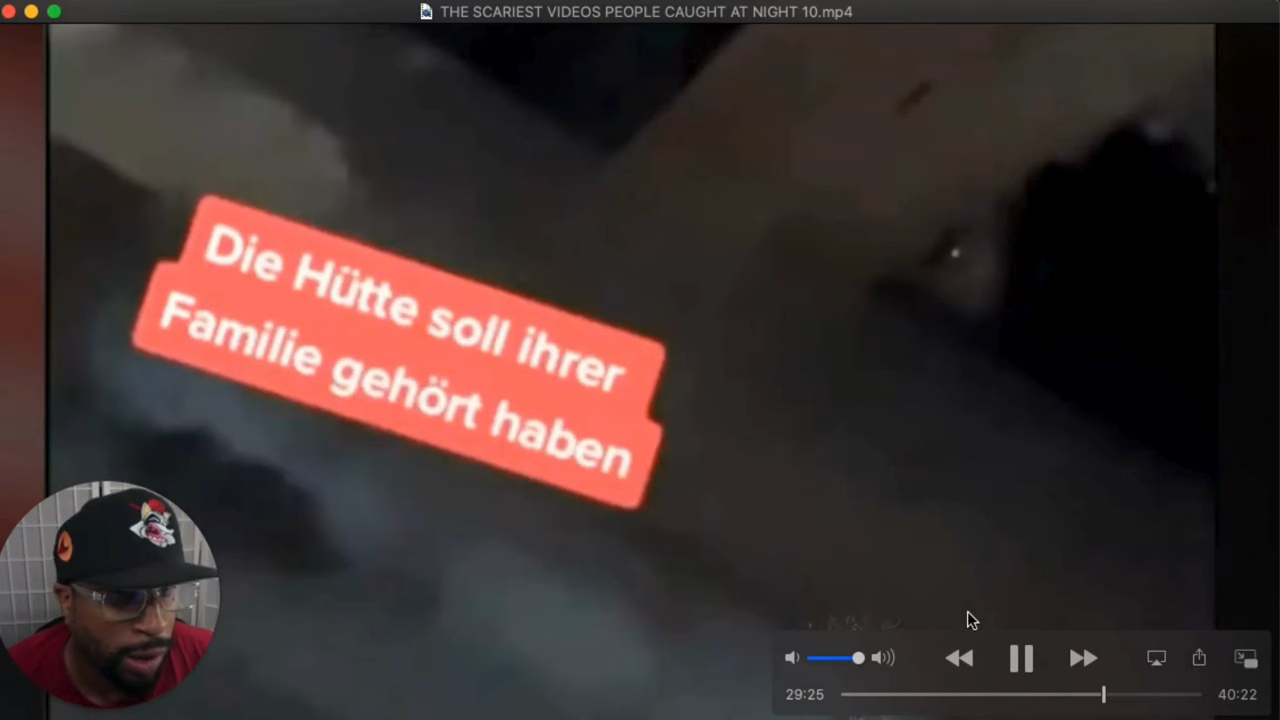 THE SCARIEST VIDEOS PEOPLE CAUGHT AT NIGHT 10.mp4
Die Hütte soll ihrer
Familie gehört haben
29:25
40:22